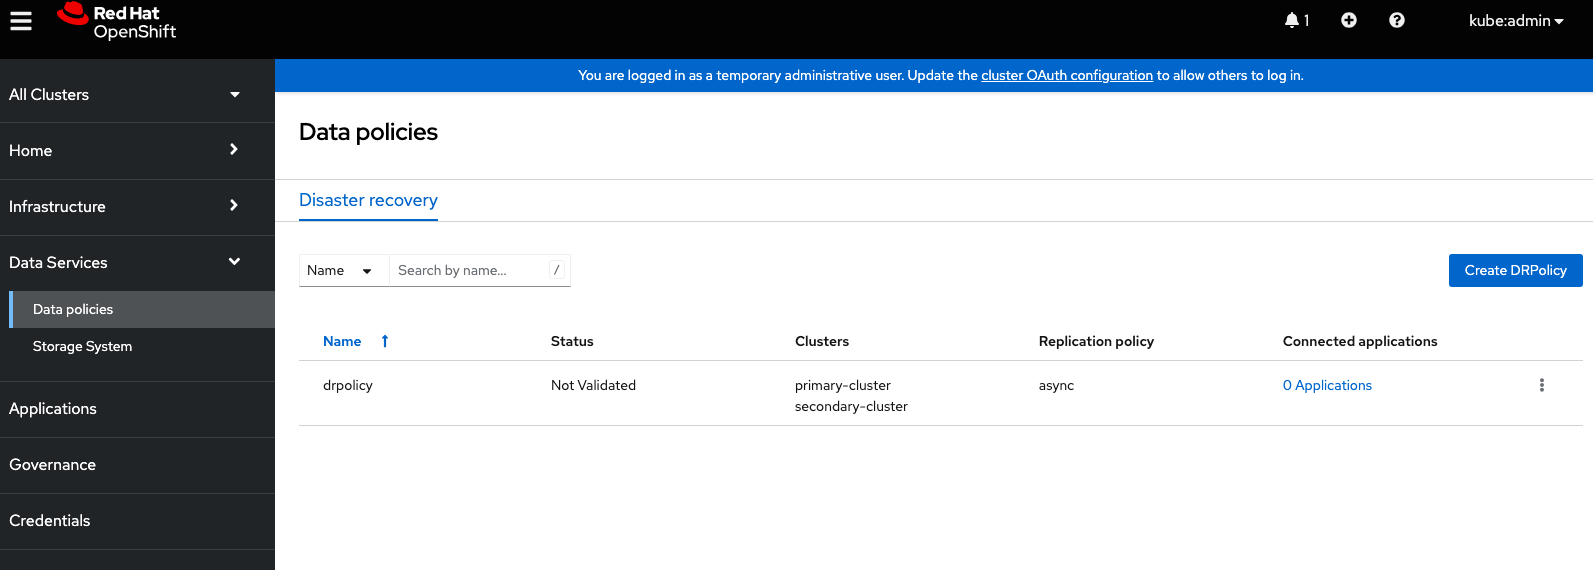 Red Hat
OpenShift
1
kube:admin
All Clusters
Home
Infrastructure
Data Services
Data policies
Storage System
Applications
Governance
Credentials
You are logged in as a temporary administrative user. Update the cluster OAuth configuration to allow others to log in.
Data policies
Disaster recovery
Name
Search by name...
/
Create DRPolicy
Name Status Clusters Replication policy Connected applications
drpolicy Not Validated primary-cluster async 0 Applications
secondary-cluster